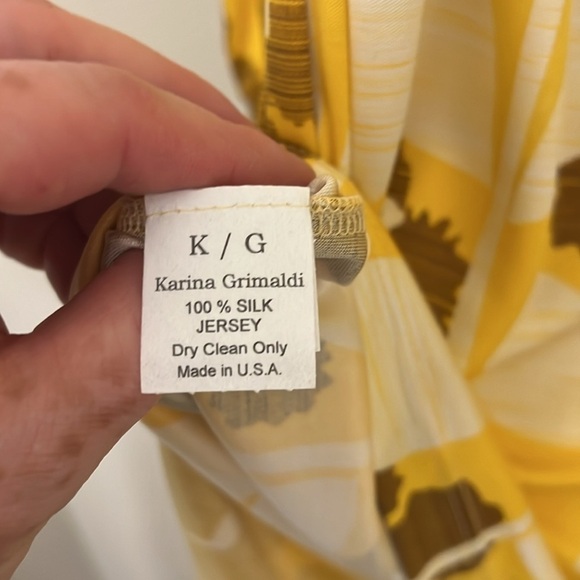 K / G
Karina Grimaldi
100 % SILK
JERSEY
Dry Clean Only
Made in U.S.A.